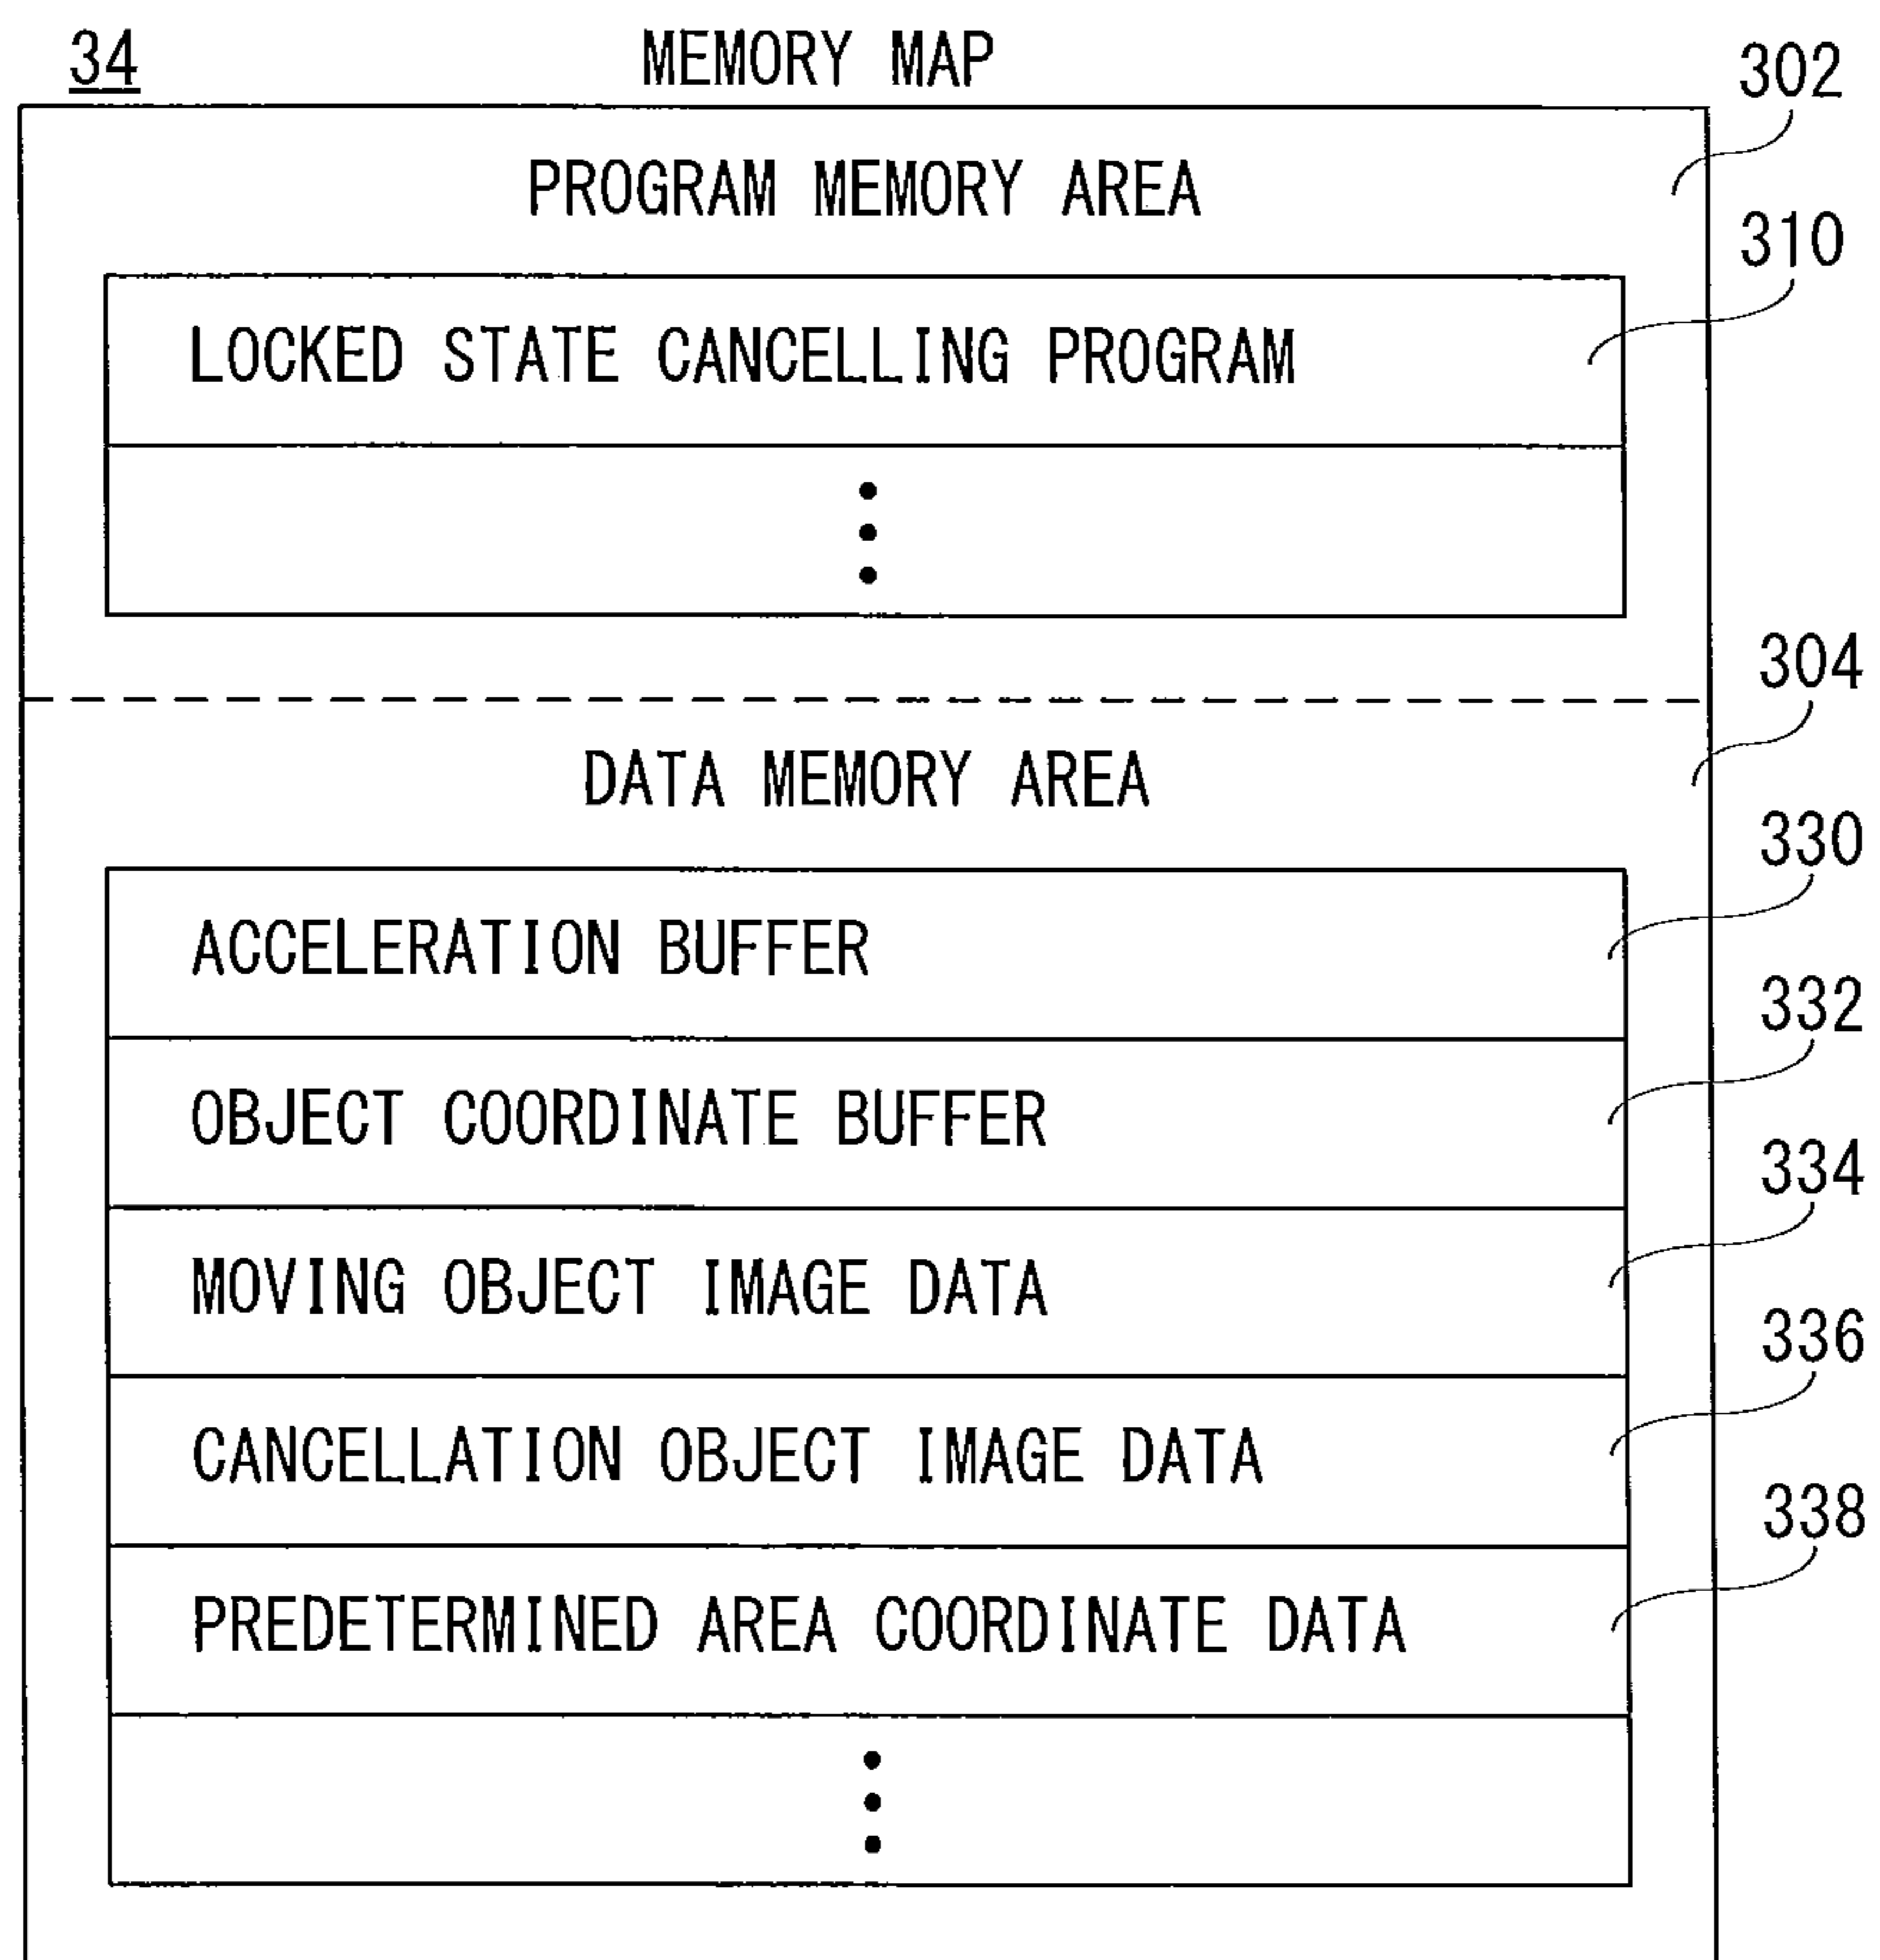 34 MEMORY MAP
302
PROGRAM MEMORY AREA
310
LOCKED STATE CANCELLING PROGRAM
304
DATA MEMORY AREA
330
ACCELERATION BUFFER
332
OBJECT COORDINATE BUFFER
334
MOVING OBJECT IMAGE DATA
336
CANCELLATION OBJECT IMAGE DATA
338
PREDETERMINED AREA COORDINATE DATA